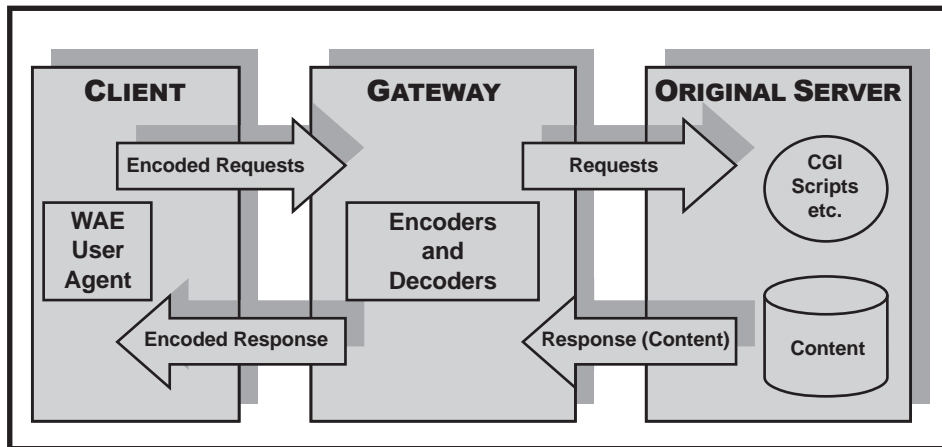 CLIENT
GATEWAY
ORIGINAL SERVER
Encoded Requests
Requests
CGI
Scripts
etc.
WAE
User
Agent
Encoders
and
Decoders
Encoded Response
Response (Content)
Content